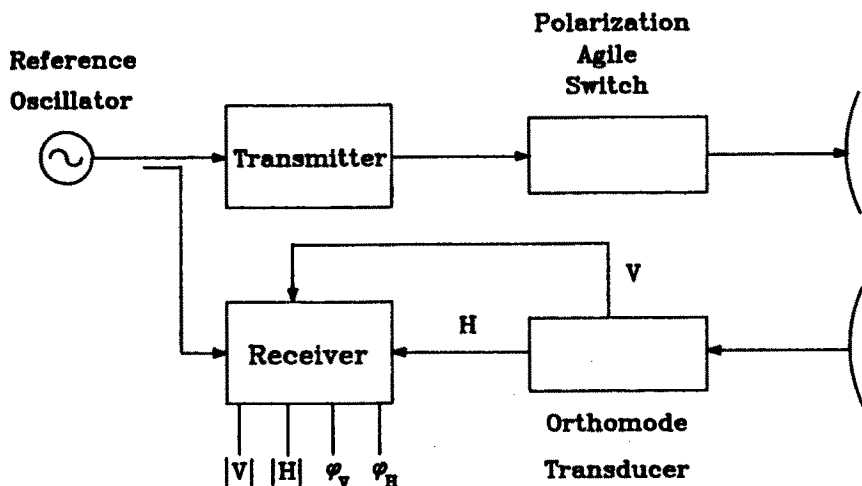 Polarization
Agile
Switch
Reference
Oscillator
Transmitter
V
H
Receiver
Orthomode
Transducer
|V| |H| φ_V φ_H